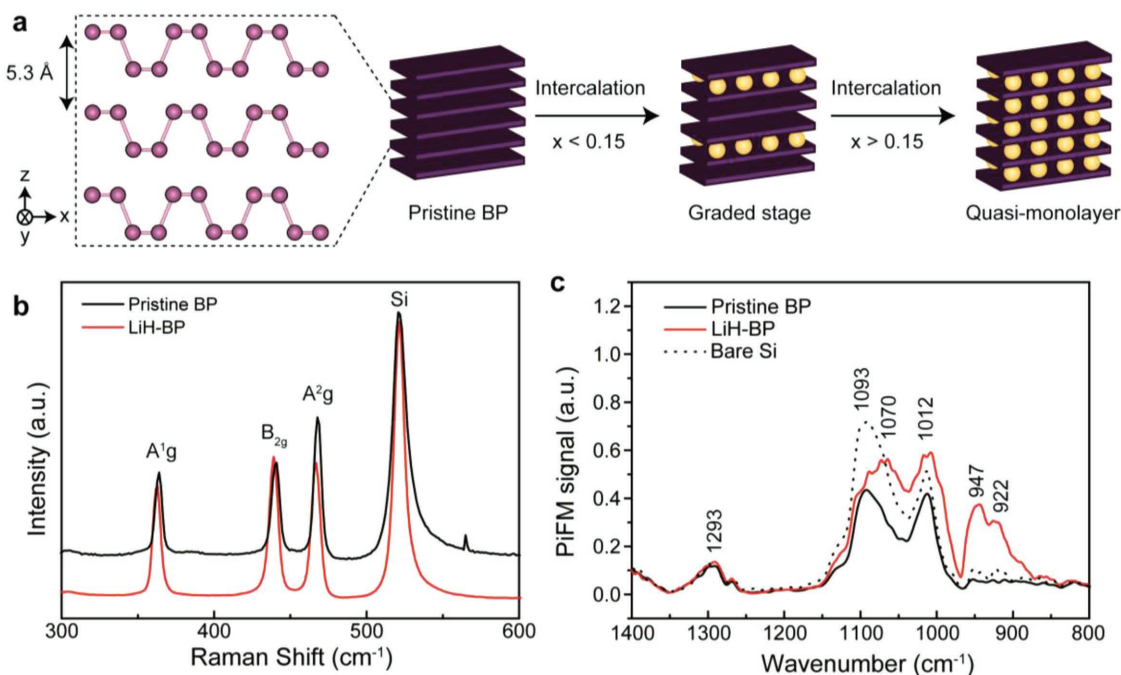 a
5.3 Å
z
x
y
Pristine BP
Intercalation
x < 0.15
Graded stage
Intercalation
x > 0.15
Quasi-monolayer
b
Pristine BP
LiH-BP
A¹g
B₂g
A²g
Si
Intensity (a.u.)
300 400 500 600
Raman Shift (cm⁻¹)
c
Pristine BP
LiH-BP
Bare Si
1293
1093
1070
1012
947
922
PiFM signal (a.u.)
1.2
1.0
0.8
0.6
0.4
0.2
0.0
1400 1300 1200 1100 1000 900 800
Wavenumber (cm⁻¹)